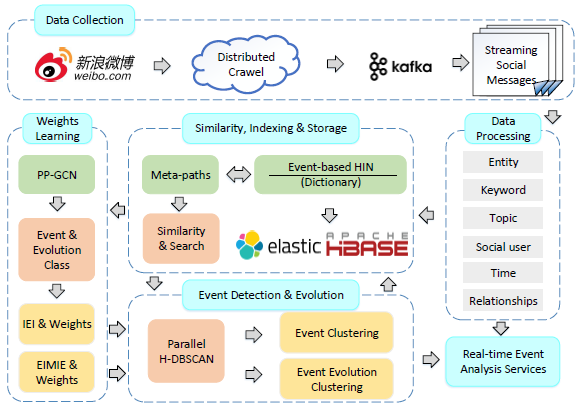 Data Collection
新浪微博
weibo.com
Distributed
Crawel
kafka
Streaming
Social
Messages
Weights
Learning
PP-GCN
Event &
Evolution
Class
IEI & Weights
EIMIE &
Weights
Similarity, Indexing & Storage
Meta-paths
Event-based HIN
(Dictionary)
Similarity
& Search
elastic
APACHE
HBASE
Data
Processing
Entity
Keyword
Topic
Social user
Time
Relationships
Event Detection & Evolution
Parallel
H-DBSCAN
Event Clustering
Event Evolution
Clustering
Real-time Event
Analysis Services